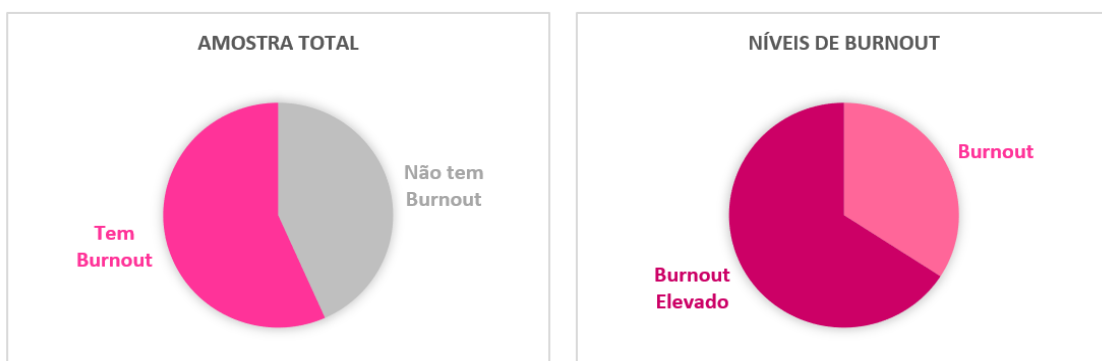 AMOSTRA TOTAL
Não tem
Burnout
Tem
Burnout
NÍVEIS DE BURNOUT
Burnout
Burnout
Elevado